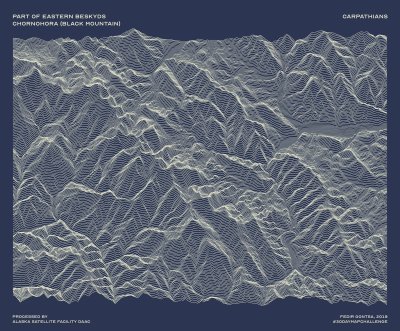 PART OF EASTERN BESKYDS
CHORNOHORA (BLACK MOUNTAIN)
CARPATHIANS
PROCESSED BY
ALASKA SATELLITE FACILITY DAAC
FEDIR GONTSA, 2019
#30DAYMAPCHALLENGE